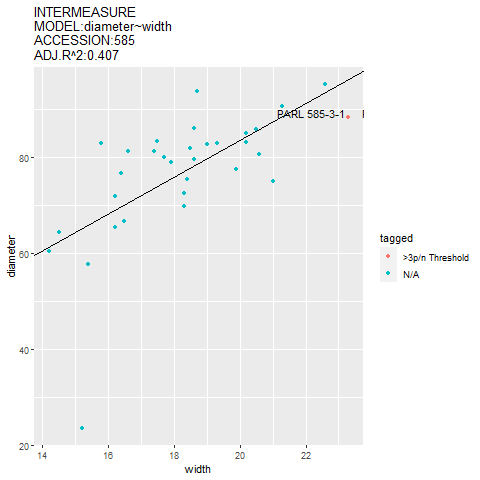 INTERMEASURE
MODEL:diameter~width
ACCESSION:585
ADJ.R^2:0.407
80
60
40
20
diameter
PARL 585-3-1
14
16
18
20
22
width
tagged
>3p/n Threshold
N/A